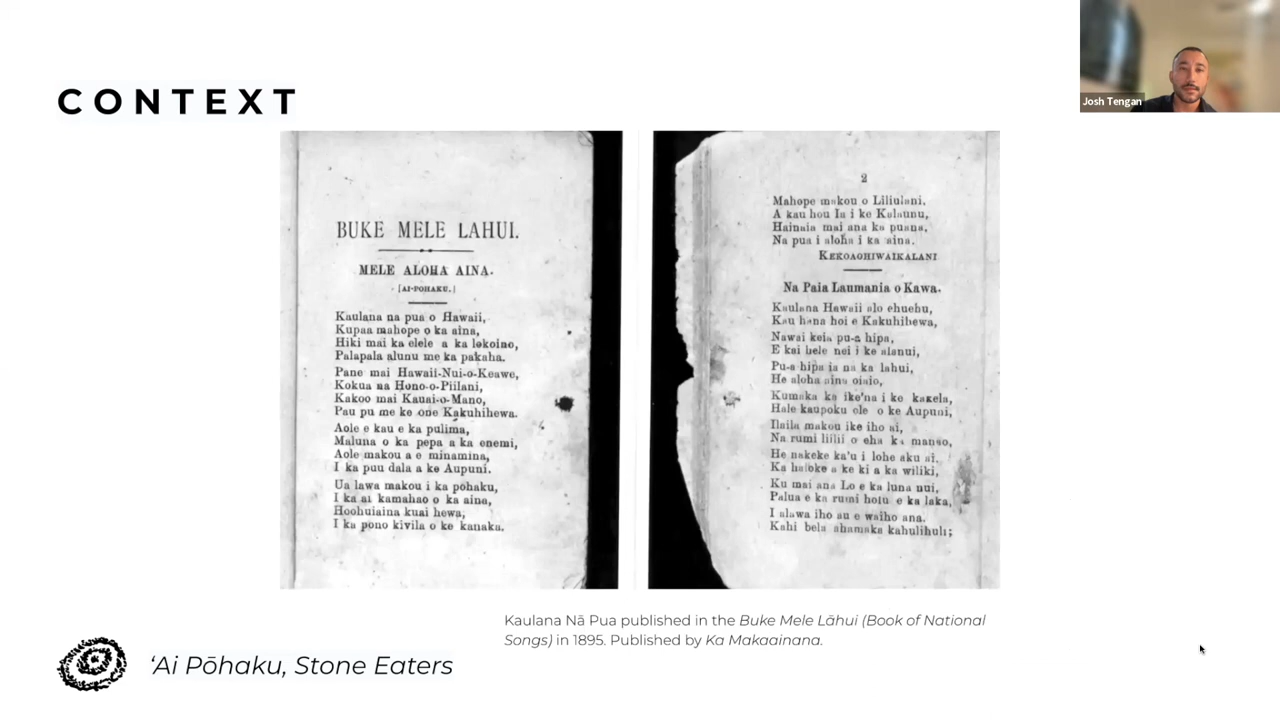 CONTEXT
Josh Tengan
BUKE MELE LAHUI.
MELE ALOHA AINA.
[AI-POHAKU.]
Kaulana na pua o Hawaii,
Kupaa mahope o ka aina,
Hiki mai ka elele a ka lokoino,
Palapala alunu me ka pakaha.
Pane mai Hawaii-Nui-o-Keawe,
Kokua na Hono-o-Piilani,
Kakoo mai Kauai-o-Mano,
Pau pu me ke one Kakuhihewa.
Aole e kau e ka pulima,
Maluna o ka pepa a ka enemi,
Aole makou a e minamina,
I ka puu dala a ke Aupuni.
Ua lawa makou i ka pohaku,
I ka ai kamahao o ka aina,
Hoohuiaina kuai hewa,
I ka pono kivila o ke kanaka.
2
Mahope makou o Liliulani,
A kau hou Ia i ke Kalaunu,
Hainaia mai ana ka puana,
Na pua i aloha i ka aina.
KEKOAOHIWAIKALANI
Na Paia Laumania o Kawa.
Kaulana Hawaii alo ehuehu,
Kau hana hoi e Kakuhihewa,
Nawai keia pu-a hipa,
E kai hele nei i ke alanui,
Pu-a hipa ia na ka lahui,
He aloha aina oiaio,
Kumaka ka ike'na i ke kakela,
Hale kaupoku ole o ke Aupuni,
Ilaila makou ike iho ai,
Na rumi liilii o eha ka manao,
He nakeke ka'u i lohe aku ai.
Ka haloke a ke ki a ka wiliki,
Ku mai ana Lo e ka luna nui,
Palua e ka rumi holu e ka laka,
I alawa iho au e waiho ana.
Kahi bela ahamaka kahulihuli;
Kaulana Nā Pua published in the Buke Mele Lāhui (Book of National
Songs) in 1895. Published by Ka Makaainana.
ʻAi Pōhaku, Stone Eaters